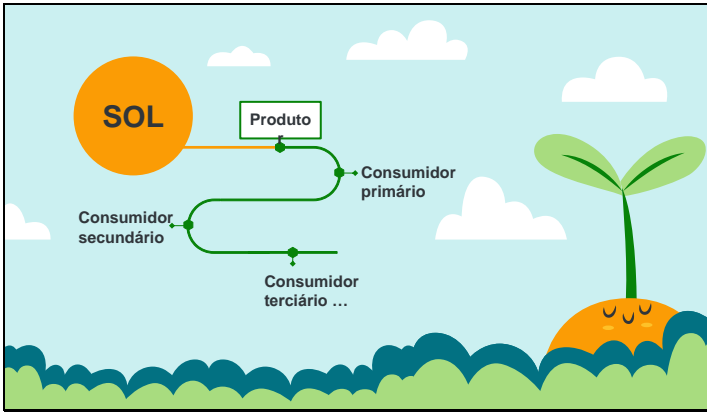 SOL
Produto
r
Consumidor
primário
Consumidor
secundário
Consumidor
terciário ...